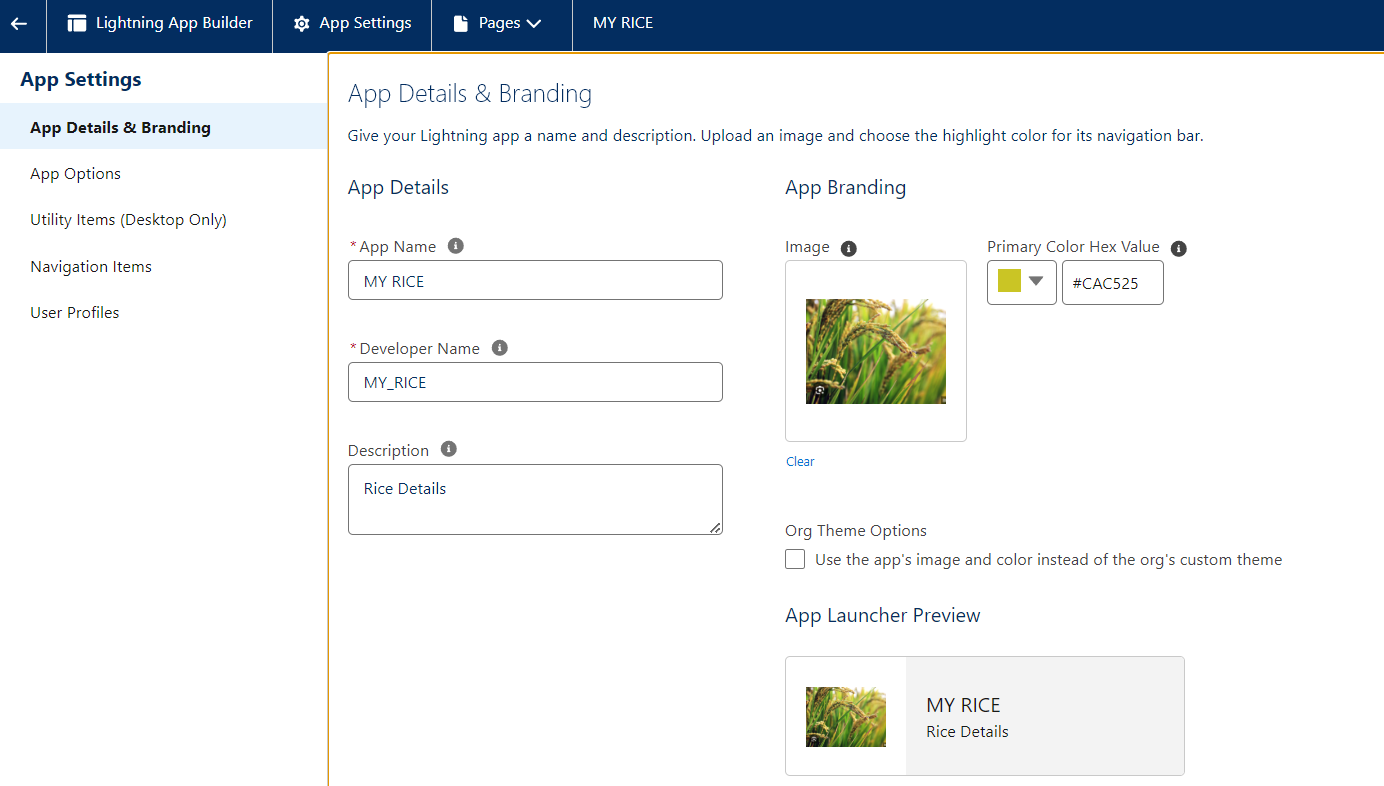 Lightning App Builder
App Settings
Pages
MY RICE
App Settings
App Details & Branding
App Options
Utility Items (Desktop Only)
Navigation Items
User Profiles
App Details & Branding
Give your Lightning app a name and description. Upload an image and choose the highlight color for its navigation bar.
App Details
* App Name
MY RICE
* Developer Name
MY_RICE
Description
Rice Details
App Branding
Image
Clear
Primary Color Hex Value
#CAC525
Org Theme Options
Use the app's image and color instead of the org's custom theme
App Launcher Preview
MY RICE
Rice Details